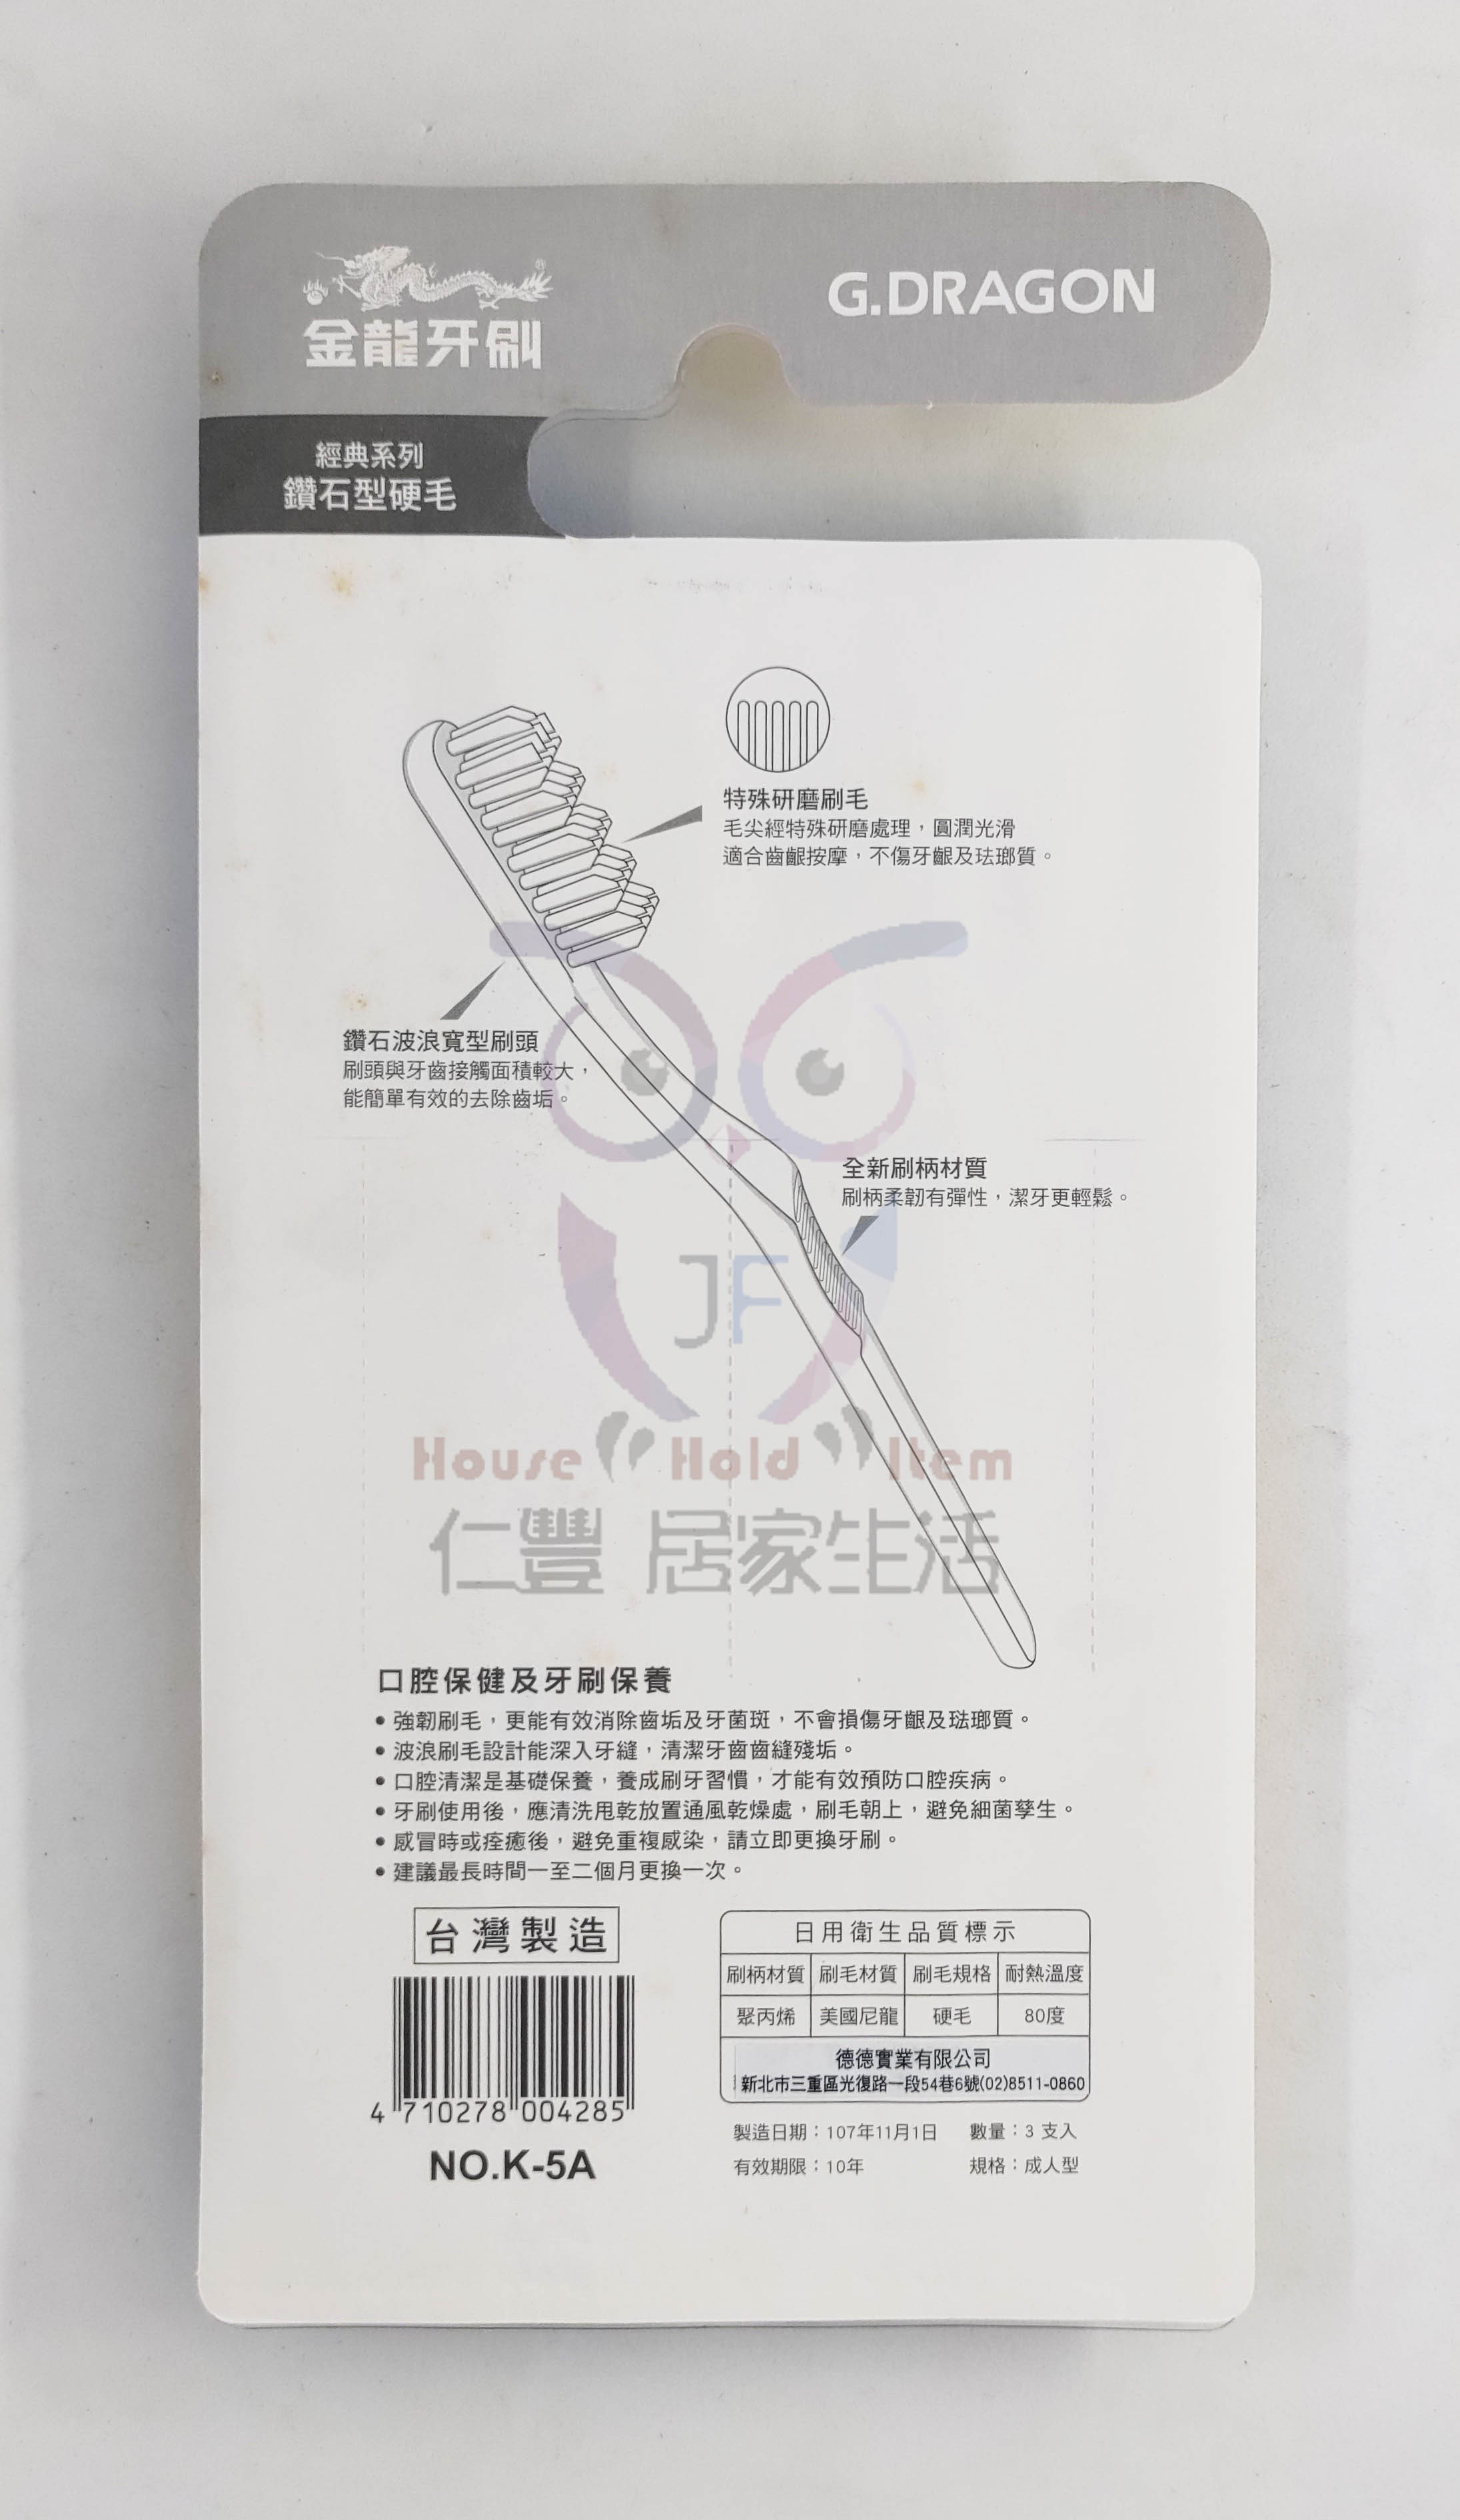 金龍牙刷
G.DRAGON
經典系列
鑽石型硬毛
特殊研磨刷毛
毛尖經特殊研磨處理，圓潤光滑
適合齒齦按摩，不傷牙齦及琺瑯質。
鑽石波浪寬型刷頭
刷頭與牙齒接觸面積較大，
能簡單有效的去除齒垢。
全新刷柄材質
刷柄柔韌有彈性，潔牙更輕鬆。
JF
House Hold Item
仁豐 居家生活
口腔保健及牙刷保養
• 強韌刷毛，更能有效消除齒垢及牙菌斑，不會損傷牙齦及琺瑯質。
• 波浪刷毛設計能深入牙縫，清潔牙齒齒縫殘垢。
• 口腔清潔是基礎保養，養成刷牙習慣，才能有效預防口腔疾病。
• 牙刷使用後，應清洗甩乾放置通風乾燥處，刷毛朝上，避免細菌孳生。
• 感冒時或痊癒後，避免重複感染，請立即更換牙刷。
• 建議最長時間一至二個月更換一次。
台灣製造
4 710278 004285
NO.K-5A
日用衛生品質標示
刷柄材質 刷毛材質 刷毛規格 耐熱溫度
聚丙烯 美國尼龍 硬毛 80度
德德實業有限公司
新北市三重區光復路一段54巷6號(02)8511-0860
製造日期：107年11月1日 數量：3 支入
有效期限：10年 規格：成人型